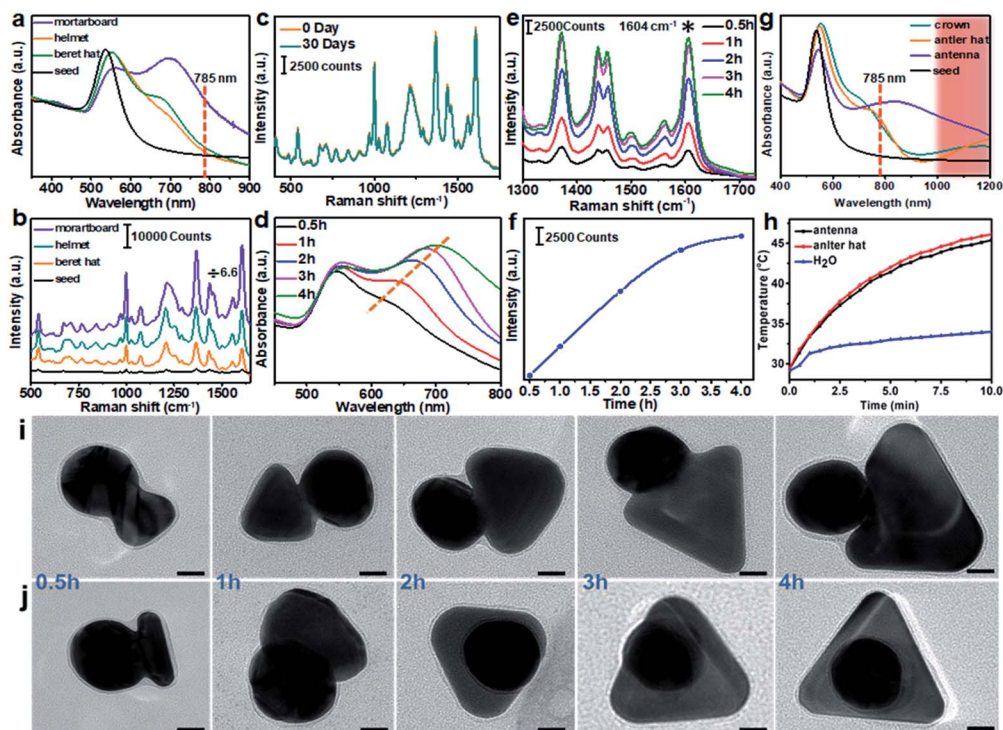 a
mortarboard
helmet
beret hat
seed
785 nm
Absorbance (a.u.)
400 500 600 700 800 900
Wavelength (nm)
b
morartboard
helmet
beret hat
seed
10000 Counts
÷6.6
Intensity (a.u.)
500 750 1000 1250 1500
Raman shift (cm-1)
c
0 Day
30 Days
2500 counts
Intensity (a.u.)
500 1000 1500
Raman shift (cm-1)
d
0.5h
1h
2h
3h
4h
Absorbance (a.u.)
400 500 600 700 800
Wavelength (nm)
e
2500Counts
1604 cm-1
*
0.5h
1h
2h
3h
4h
Intensity (a.u.)
1300 1400 1500 1600 1700
Raman shift (cm-1)
f
2500 Counts
Intensity (a.u.)
0.5 1.0 2.0 3.0 4.0
Time (h)
g
crown
antler hat
antenna
seed
785 nm
Absorbance (a.u.)
400 600 800 1000 1200
Wavelength (nm)
h
antenna
anlter hat
H2O
Temperature (°C)
45
40
35
30
0.0 2.5 5.0 7.5 10.0
Time (min)
i
0.5h
1h
2h
3h
4h
j